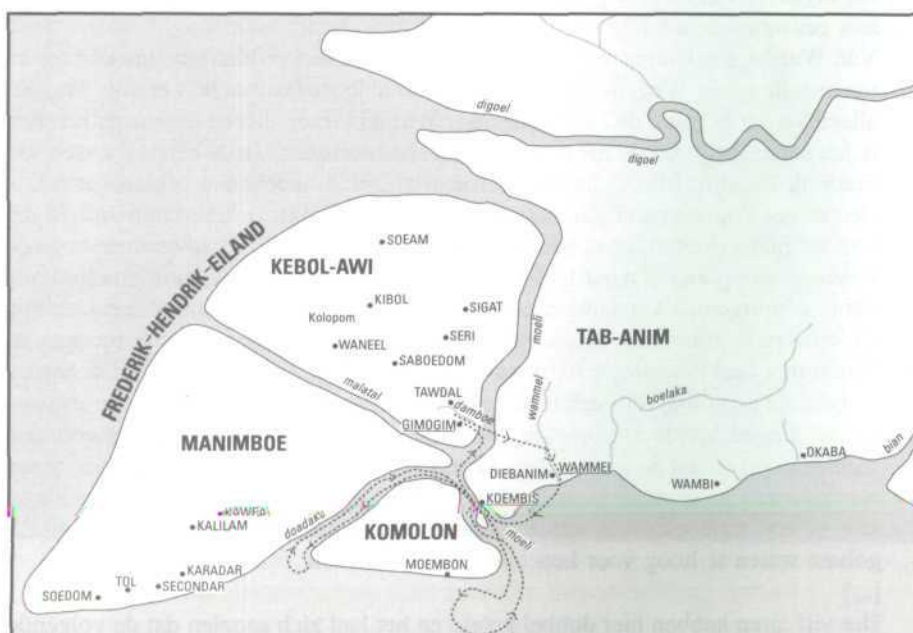 digoel
digoel
SOEAM
KEBOL-AWI
FREDERIK-HENDRIK-EILAND
KIBOL
SIGAT
Kolopom
moeli
TAB-ANIM
SERI
WANEEL
SABOEDOM
wammel
boelaka
malatal
TAWDAL
damboe
GIMOGIM
MANIMBOE
OKABA
bian
DIEBANIM
WAMMEL
WAMBI
KOEMBIS
doadaku
KALILAM
KOMOLON
moeli
MOEMBON
KARADAR
TOL
SECONDAR
SOEDOM